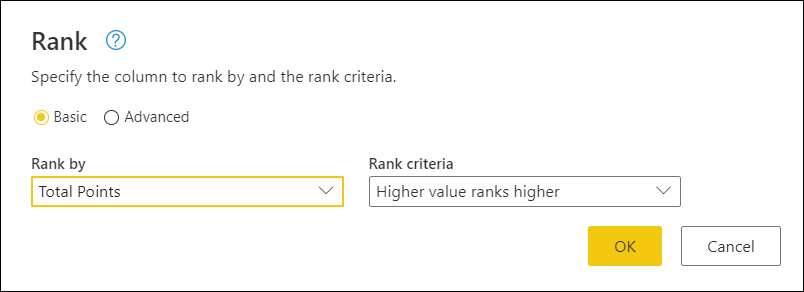 Rank ?
Specify the column to rank by and the rank criteria.
Basic Advanced
Rank by Rank criteria
Total Points Higher value ranks higher
OK Cancel